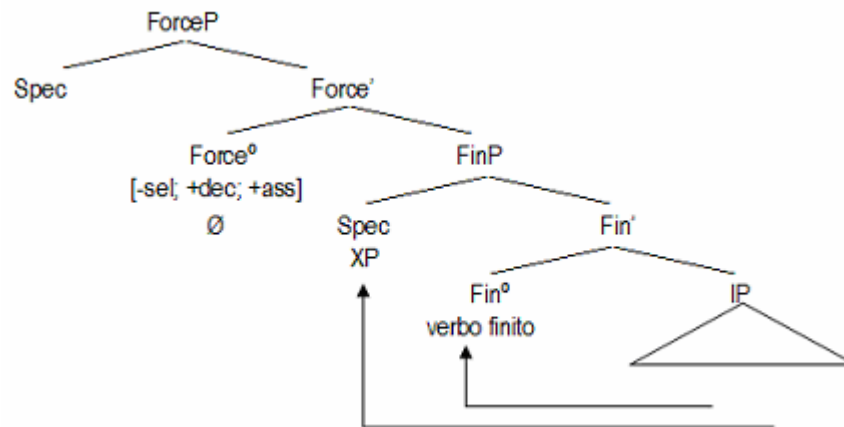 ForceP
Spec Force'
Forceº FinP
[-sel; +dec; +ass]
Ø Spec Fin'
XP
Finº IP
verbo finito